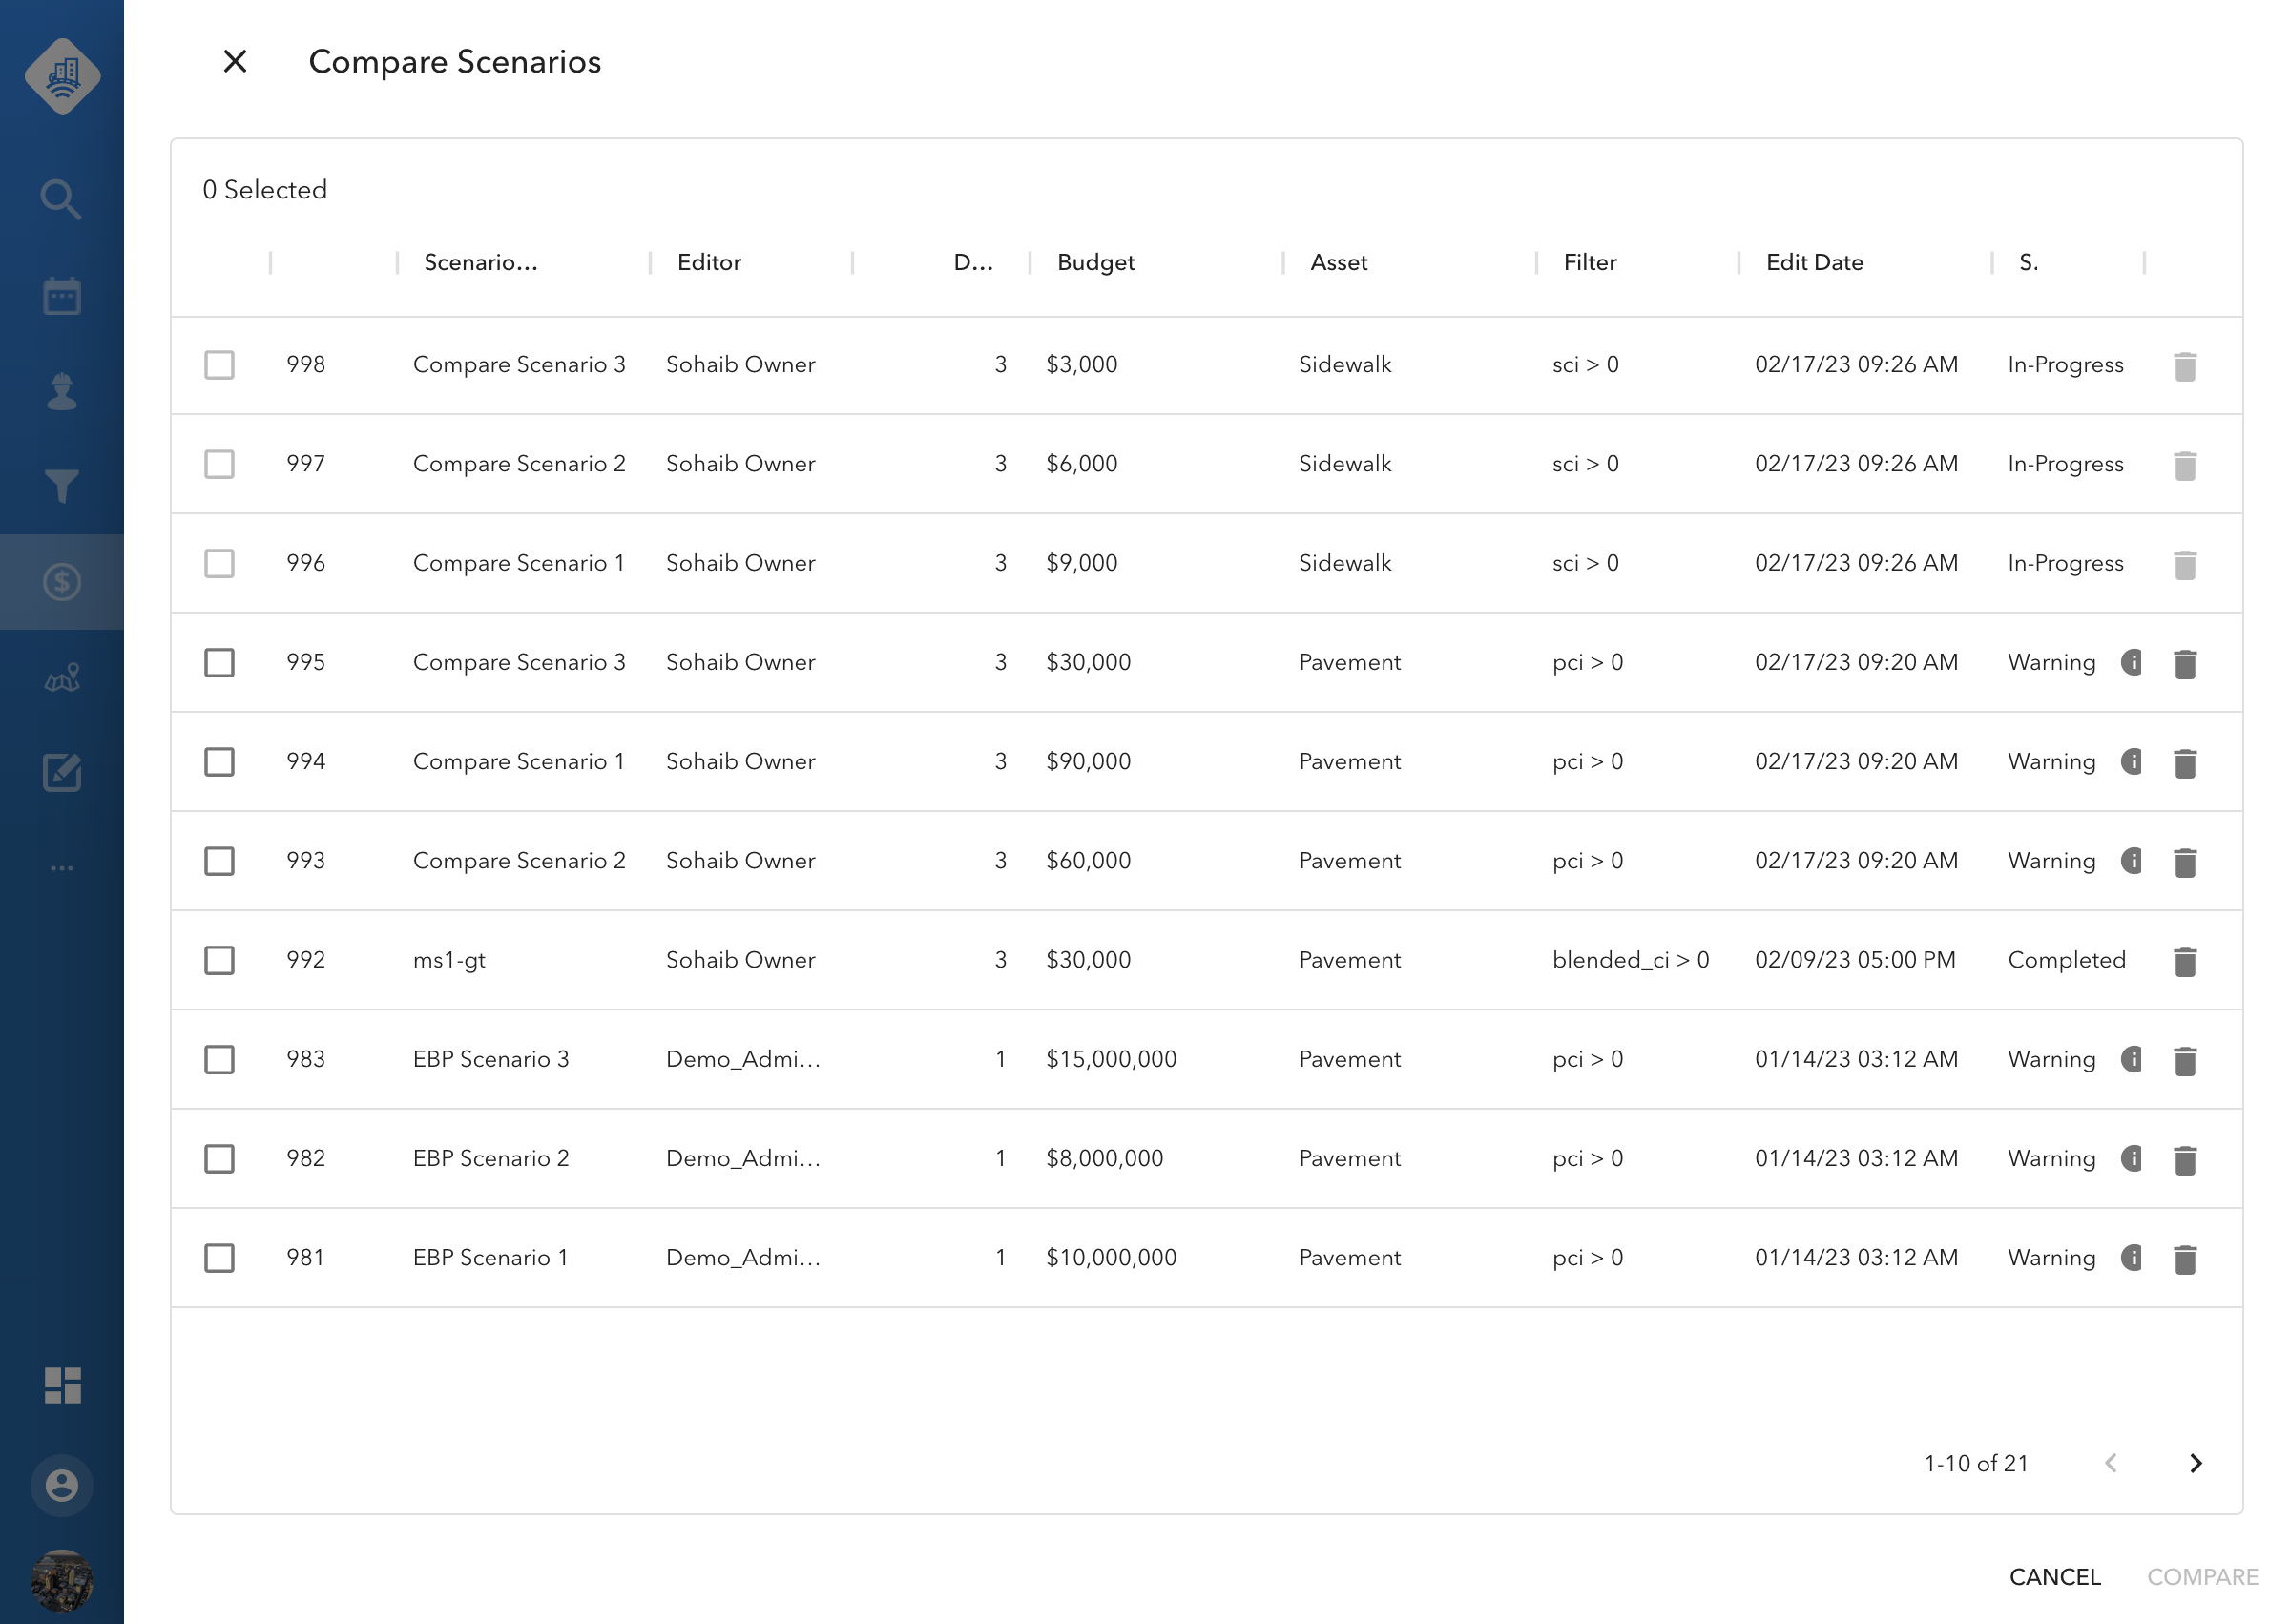 Compare Scenarios
0 Selected
Scenario... Editor D... Budget Asset Filter Edit Date S.
998 Compare Scenario 3 Sohaib Owner 3 $3,000 Sidewalk sci > 0 02/17/23 09:26 AM In-Progress
997 Compare Scenario 2 Sohaib Owner 3 $6,000 Sidewalk sci > 0 02/17/23 09:26 AM In-Progress
996 Compare Scenario 1 Sohaib Owner 3 $9,000 Sidewalk sci > 0 02/17/23 09:26 AM In-Progress
995 Compare Scenario 3 Sohaib Owner 3 $30,000 Pavement pci > 0 02/17/23 09:20 AM Warning
994 Compare Scenario 1 Sohaib Owner 3 $90,000 Pavement pci > 0 02/17/23 09:20 AM Warning
993 Compare Scenario 2 Sohaib Owner 3 $60,000 Pavement pci > 0 02/17/23 09:20 AM Warning
992 ms1-gt Sohaib Owner 3 $30,000 Pavement blended_ci > 0 02/09/23 05:00 PM Completed
983 EBP Scenario 3 Demo_Admi... 1 $15,000,000 Pavement pci > 0 01/14/23 03:12 AM Warning
982 EBP Scenario 2 Demo_Admi... 1 $8,000,000 Pavement pci > 0 01/14/23 03:12 AM Warning
981 EBP Scenario 1 Demo_Admi... 1 $10,000,000 Pavement pci > 0 01/14/23 03:12 AM Warning
1-10 of 21
CANCEL COMPARE